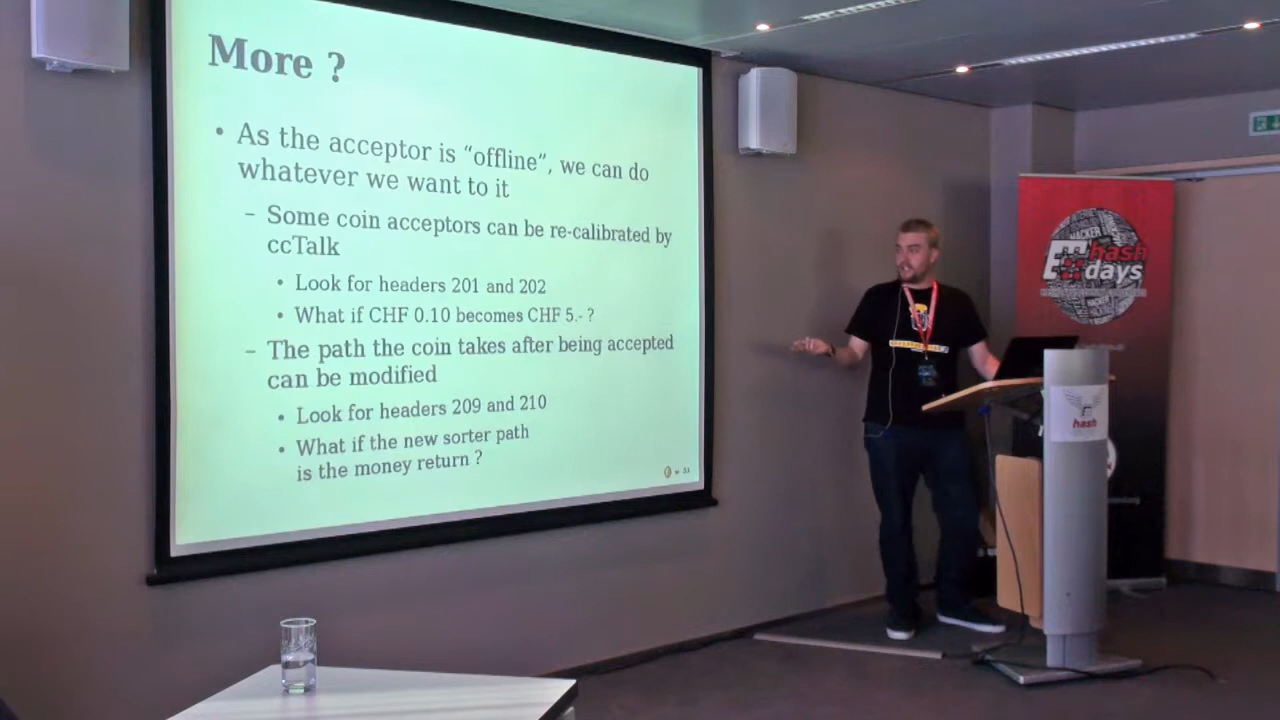 More ?
• As the acceptor is “offline”, we can do
whatever we want to it
– Some coin acceptors can be re-calibrated by
ccTalk
• Look for headers 201 and 202
• What if CHF 0.10 becomes CHF 5.- ?
– The path the coin takes after being accepted
can be modified
• Look for headers 209 and 210
• What if the new sorter path
is the money return ?
HACKER
hash
days
hash